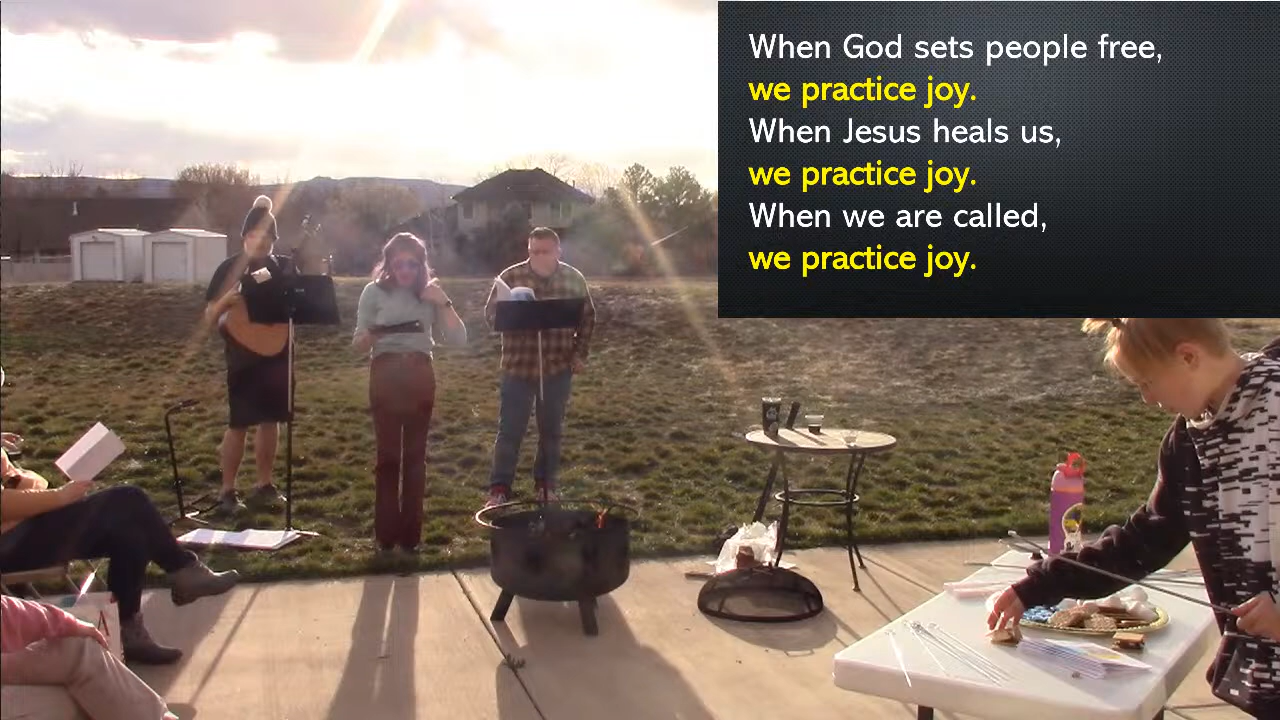 When God sets people free,
we practice joy.
When Jesus heals us,
we practice joy.
When we are called,
we practice joy.